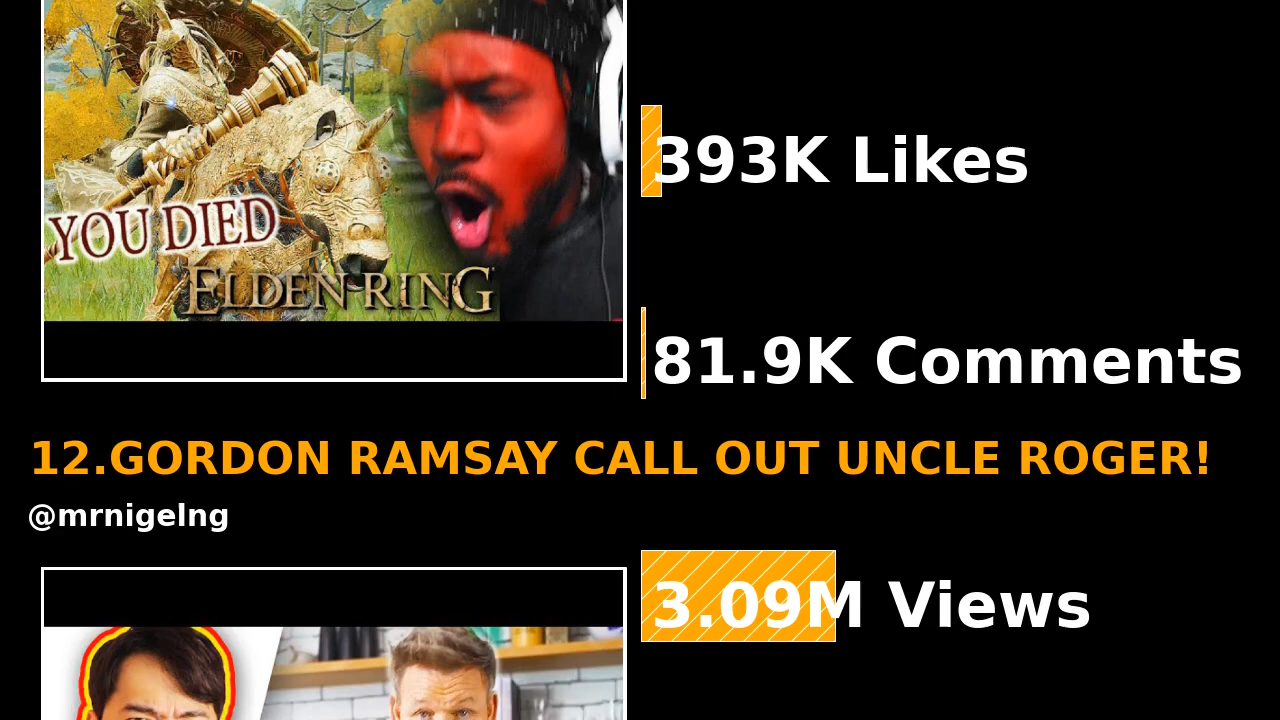 YOU DIED
ELDEN RING
393K Likes
81.9K Comments
12.GORDON RAMSAY CALL OUT UNCLE ROGER!
@mrnigelng
3.09M Views